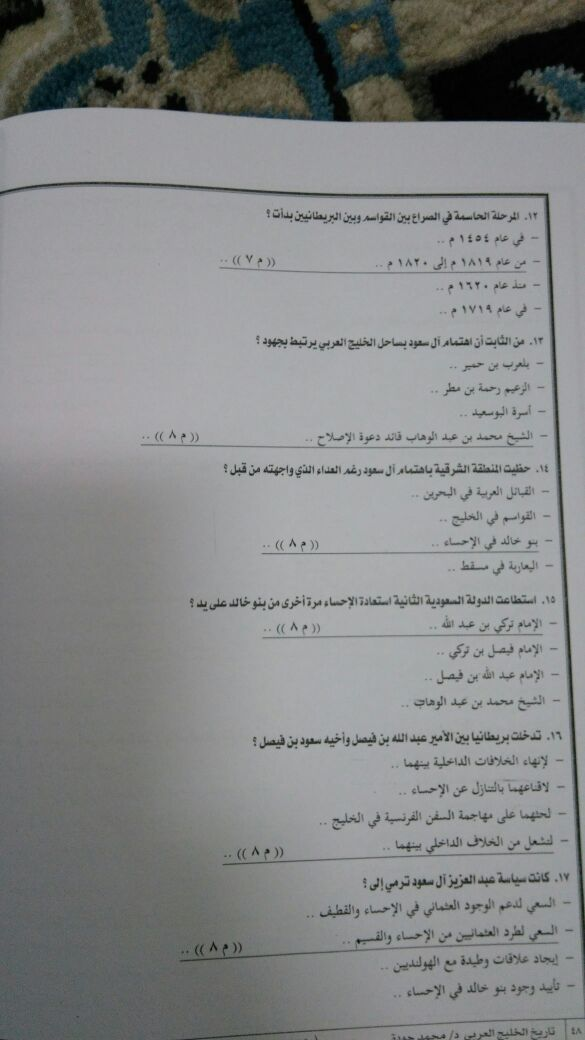 ١٢. المرحلة الحاسمة في الصراع بين القواسم وبين البريطانيين بدأت ؟
– في عام ١٤٥٤ م ..
– من عام ١٨١٩ م إلى ١٨٢٠ م .. (( م ٧ )) ..
– منذ عام ١٦٢٠ م ..
– في عام ١٧١٩ م ..
١٣. من الثابت أن اهتمام آل سعود بساحل الخليج العربي يرتبط بجهود ؟
– بلعرب بن حمير ..
– الزعيم رحمة بن مطر ..
– أسرة البوسعيد ..
– الشيخ محمد بن عبد الوهاب قائد دعوة الإصلاح .. (( م ٨ )) ..
١٤. حظيت المنطقة الشرقية باهتمام آل سعود رغم العداء الذي واجهته من قبل ؟
– القبائل العربية في البحرين ..
– القواسم في الخليج ..
– بنو خالد في الإحساء .. (( م ٨ )) ..
– اليعاربة في مسقط ..
١٥. استطاعت الدولة السعودية الثانية استعادة الإحساء مرة أخرى من بنو خالد على يد ؟
– الإمام تركي بن عبد الله .. (( م ٨ )) ..
– الإمام فيصل بن تركي ..
– الإمام عبد الله بن فيصل ..
– الشيخ محمد بن عبد الوهاب ..
١٦. تدخلت بريطانيا بين الأمير عبد الله بن فيصل وأخيه سعود بن فيصل ؟
– لإنهاء الخلافات الداخلية بينهما ..
– لاقناعهما بالتنازل عن الإحساء ..
– لحثهما على مهاجمة السفن الفرنسية في الخليج ..
– لتشعل من الخلاف الداخلي بينهما .. (( م ٨ )) ..
١٧. كانت سياسة عبد العزيز آل سعود ترمي إلى ؟
– السعي لدعم الوجود العثماني في الإحساء والقطيف ..
– السعي لطرد العثمانيين من الإحساء والقسيم .. (( م ٨ )) ..
– إيجاد علاقات وطيدة مع الهولنديين ..
– تأييد وجود بنو خالد في الإحساء ..
٤٨ تاريخ الخليج العربي د/ محمد